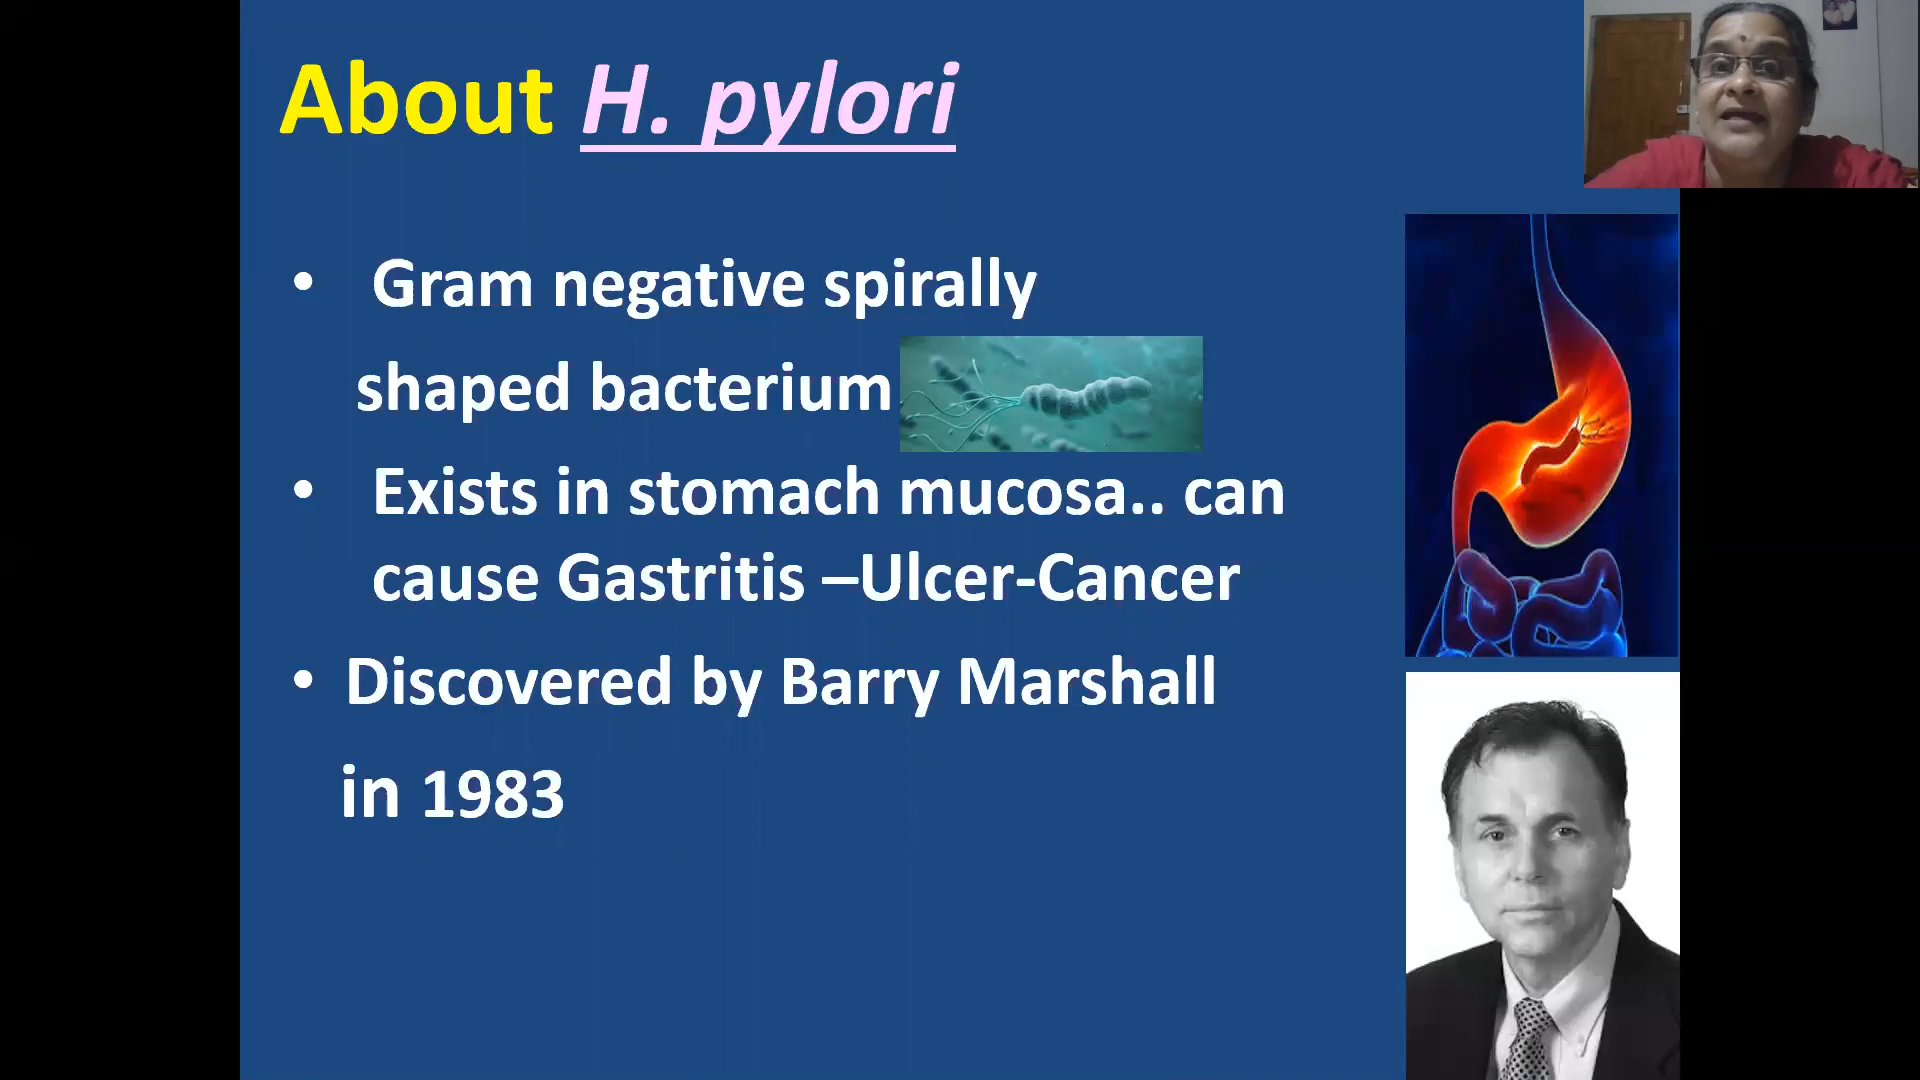 About H. pylori
• Gram negative spirally
shaped bacterium
• Exists in stomach mucosa.. can
cause Gastritis –Ulcer-Cancer
• Discovered by Barry Marshall
in 1983